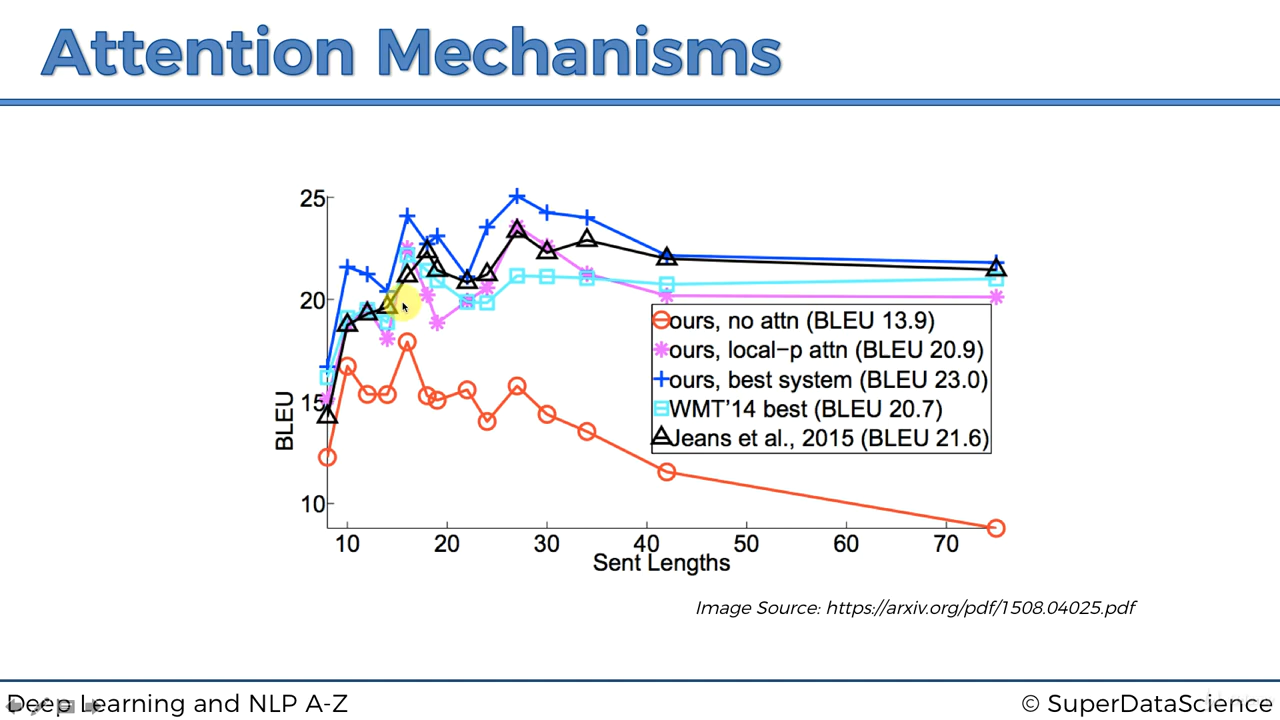 Attention Mechanisms
25
20
15
10
BLEU
ours, no attn (BLEU 13.9)
ours, local-p attn (BLEU 20.9)
ours, best system (BLEU 23.0)
WMT'14 best (BLEU 20.7)
Jeans et al., 2015 (BLEU 21.6)
10 20 30 40 50 60 70
Sent Lengths
Image Source: https://arxiv.org/pdf/1508.04025.pdf
Deep Learning and NLP A-Z
© SuperDataScience